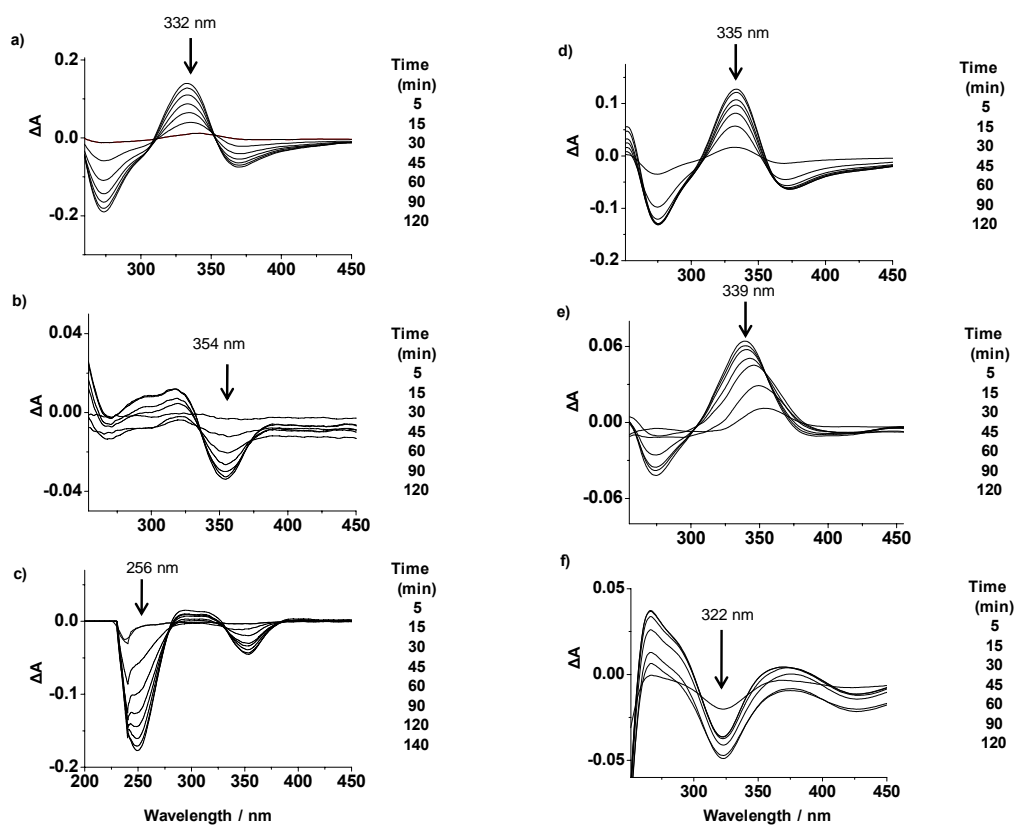 a)
332 nm
0.2
0.0
-0.2
ΔA
300 350 400 450
Time
(min)
5
15
30
45
60
90
120
b)
354 nm
0.04
0.00
-0.04
ΔA
300 350 400 450
Time
(min)
5
15
30
45
60
90
120
c)
256 nm
0.0
-0.1
-0.2
ΔA
200 250 300 350 400 450
Wavelength / nm
Time
(min)
5
15
30
45
60
90
120
140
d)
335 nm
0.1
0.0
-0.1
-0.2
ΔA
300 350 400 450
Time
(min)
5
15
30
45
60
90
120
e)
339 nm
0.06
0.00
-0.06
ΔA
300 350 400 450
Time
(min)
5
15
30
45
60
90
120
f)
322 nm
0.05
0.00
-0.05
ΔA
300 350 400 450
Wavelength / nm
Time
(min)
5
15
30
45
60
90
120